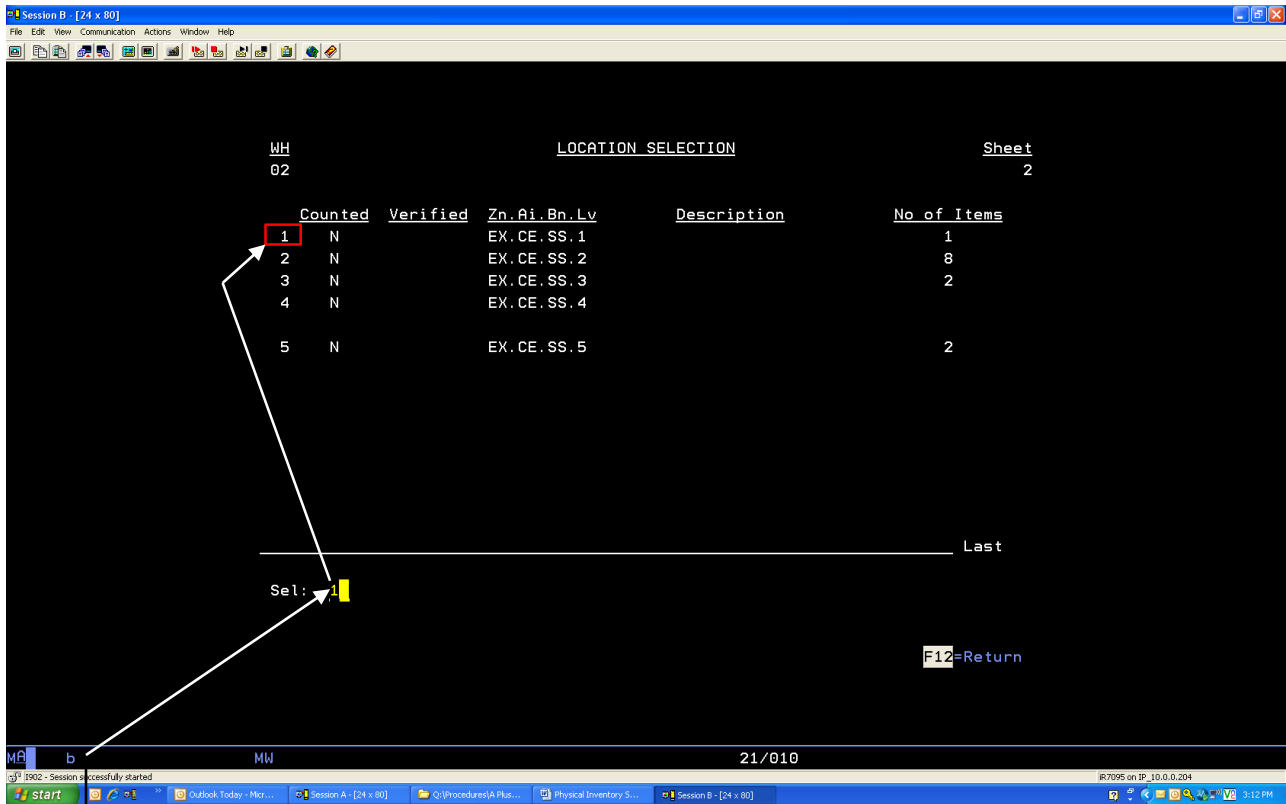 Session B - [24 x 80]
File Edit View Communication Actions Window Help
WH LOCATION SELECTION Sheet
02 2
Counted Verified Zn.Ai.Bn.Lv Description No of Items
1 N EX.CE.SS.1 1
2 N EX.CE.SS.2 8
3 N EX.CE.SS.3 2
4 N EX.CE.SS.4
5 N EX.CE.SS.5 2
Last
Sel: 1
F12=Return
MA b MW 21/010
I902 - Session successfully started iR7095 on IP_10.0.0.204
start Outlook Today - Micr... Session A - [24 x 80] Q:\Procedures\A Plus... Physical Inventory S... Session B - [24 x 80] 3:12 PM